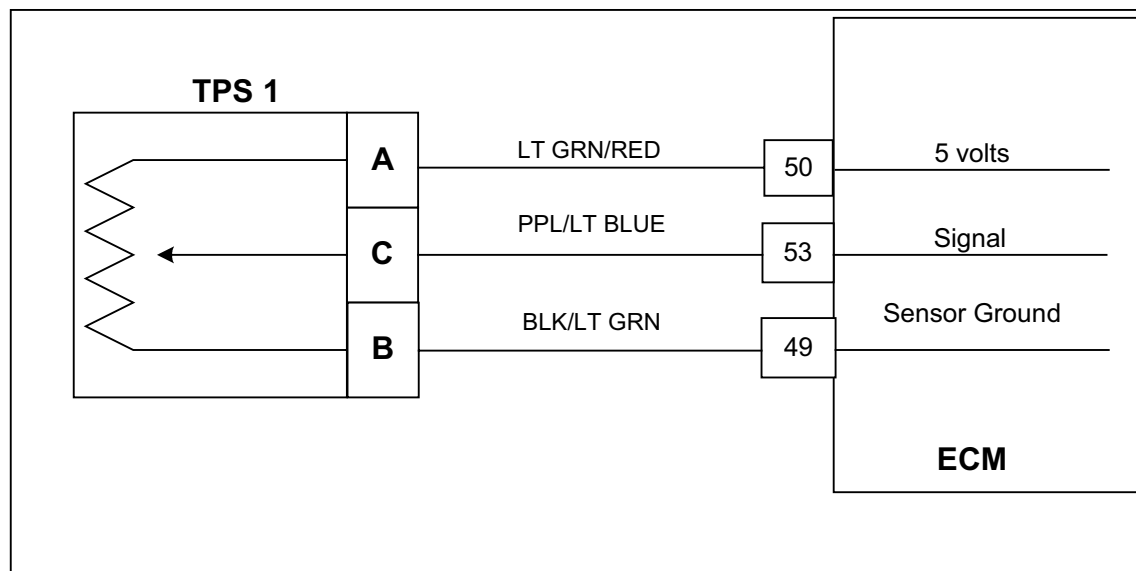 TPS 1
A
LT GRN/RED
50
5 volts
C
PPL/LT BLUE
53
Signal
B
BLK/LT GRN
49
Sensor Ground
ECM